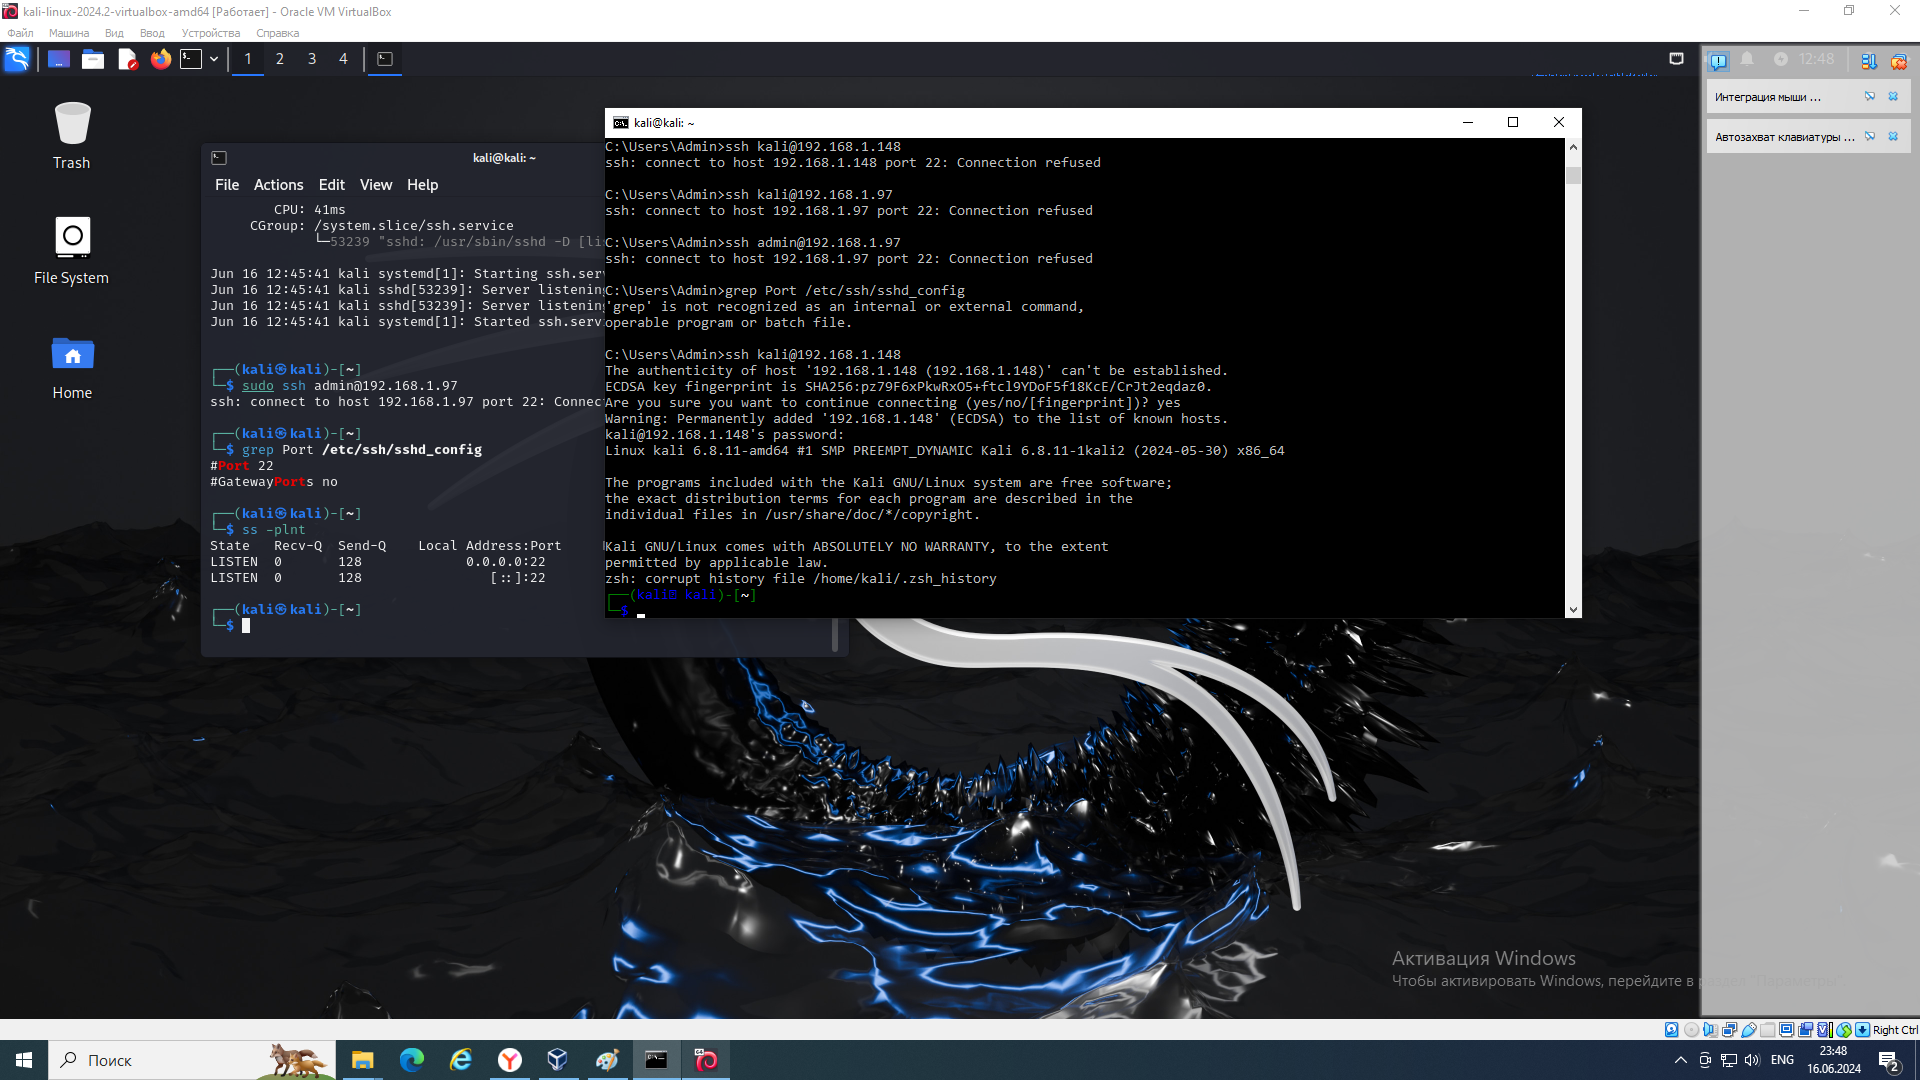 kali-linux-2024.2-virtualbox-amd64 [Работает] - Oracle VM VirtualBox
Файл Машина Вид Ввод Устройства Справка
1 2 3 4
12:48
Интеграция мыши ...
Автозахват клавиатуры ...
Trash
File System
Home
kali@kali: ~
File Actions Edit View Help
CPU: 41ms
CGroup: /system.slice/ssh.service
└─53239 "sshd: /usr/sbin/sshd -D [li
Jun 16 12:45:41 kali systemd[1]: Starting ssh.serv
Jun 16 12:45:41 kali sshd[53239]: Server listening
Jun 16 12:45:41 kali sshd[53239]: Server listening
Jun 16 12:45:41 kali systemd[1]: Started ssh.servi
┌──(kali㉿kali)-[~]
└─$ sudo ssh admin@192.168.1.97
ssh: connect to host 192.168.1.97 port 22: Connec
┌──(kali㉿kali)-[~]
└─$ grep Port /etc/ssh/sshd_config
#Port 22
#GatewayPorts no
┌──(kali㉿kali)-[~]
└─$ ss -plnt
State Recv-Q Send-Q Local Address:Port
LISTEN 0 128 0.0.0.0:22
LISTEN 0 128 [::]:22
┌──(kali㉿kali)-[~]
└─$
kali@kali: ~
C:\Users\Admin>ssh kali@192.168.1.148
ssh: connect to host 192.168.1.148 port 22: Connection refused
C:\Users\Admin>ssh kali@192.168.1.97
ssh: connect to host 192.168.1.97 port 22: Connection refused
C:\Users\Admin>ssh admin@192.168.1.97
ssh: connect to host 192.168.1.97 port 22: Connection refused
C:\Users\Admin>grep Port /etc/ssh/sshd_config
'grep' is not recognized as an internal or external command,
operable program or batch file.
C:\Users\Admin>ssh kali@192.168.1.148
The authenticity of host '192.168.1.148 (192.168.1.148)' can't be established.
ECDSA key fingerprint is SHA256:pz79F6xPkwRxO5+ftcl9YDoF5f18KcE/CrJt2eqdaz0.
Are you sure you want to continue connecting (yes/no/[fingerprint])? yes
Warning: Permanently added '192.168.1.148' (ECDSA) to the list of known hosts.
kali@192.168.1.148's password:
Linux kali 6.8.11-amd64 #1 SMP PREEMPT_DYNAMIC Kali 6.8.11-1kali2 (2024-05-30) x86_64
The programs included with the Kali GNU/Linux system are free software;
the exact distribution terms for each program are described in the
individual files in /usr/share/doc/*/copyright.
Kali GNU/Linux comes with ABSOLUTELY NO WARRANTY, to the extent
permitted by applicable law.
zsh: corrupt history file /home/kali/.zsh_history
┌──(kali kali)-[~]
└─$
Активация Windows
Чтобы активировать Windows, перейдите в раздел "Параметры".
Right Ctrl
Поиск
ENG
23:48
16.06.2024
2